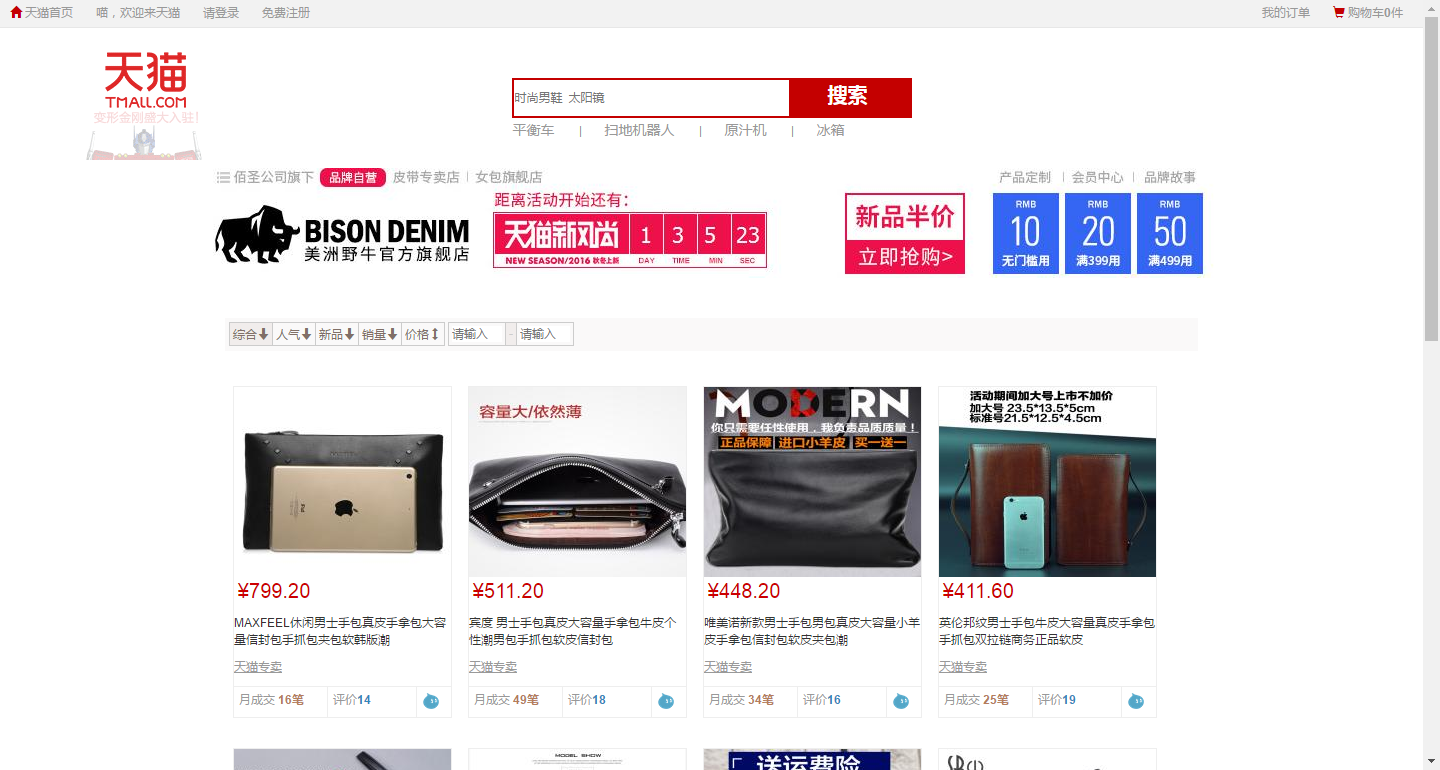 天猫首页 喵，欢迎来天猫 请登录 免费注册 我的订单 购物车0件
天猫
TMALL.COM
变形金刚盛大入驻！
时尚男鞋 太阳镜 搜索
平衡车 | 扫地机器人 | 原汁机 | 冰箱
佰圣公司旗下 品牌自营 皮带专卖店 | 女包旗舰店 产品定制 | 会员中心 | 品牌故事
BISON DENIM
美洲野牛官方旗舰店
距离活动开始还有：
天猫新风尚 1 3 5 23
NEW SEASON/2016 秋冬上新 DAY TIME MIN SEC
新品半价
立即抢购>
RMB
10
无门槛用
RMB
20
满399用
RMB
50
满499用
综合 人气 新品 销量 价格 请输入 - 请输入
¥799.20
MAXFEEL休闲男士手包真皮手拿包大容
量信封包手抓包夹包软韩版潮
天猫专卖
月成交 16笔 评价14
容量大/依然薄
¥511.20
宾度 男士手包真皮大容量手拿包牛皮个
性潮男包手抓包软皮信封包
天猫专卖
月成交 49笔 评价18
MODERN
你只需要任性使用，我负责品质质量！
正品保障 进口小羊皮 买一送一
¥448.20
唯美诺新款男士手包男包真皮大容量小羊
皮手拿包信封包软皮夹包潮
天猫专卖
月成交 34笔 评价16
活动期间加大号上市不加价
加大号 23.5*13.5*5cm
标准号21.5*12.5*4.5cm
¥411.60
英伦邦纹男士手包牛皮大容量真皮手拿包
手抓包双拉链商务正品软皮
天猫专卖
月成交 25笔 评价19
MODEL SHOW
送运费险